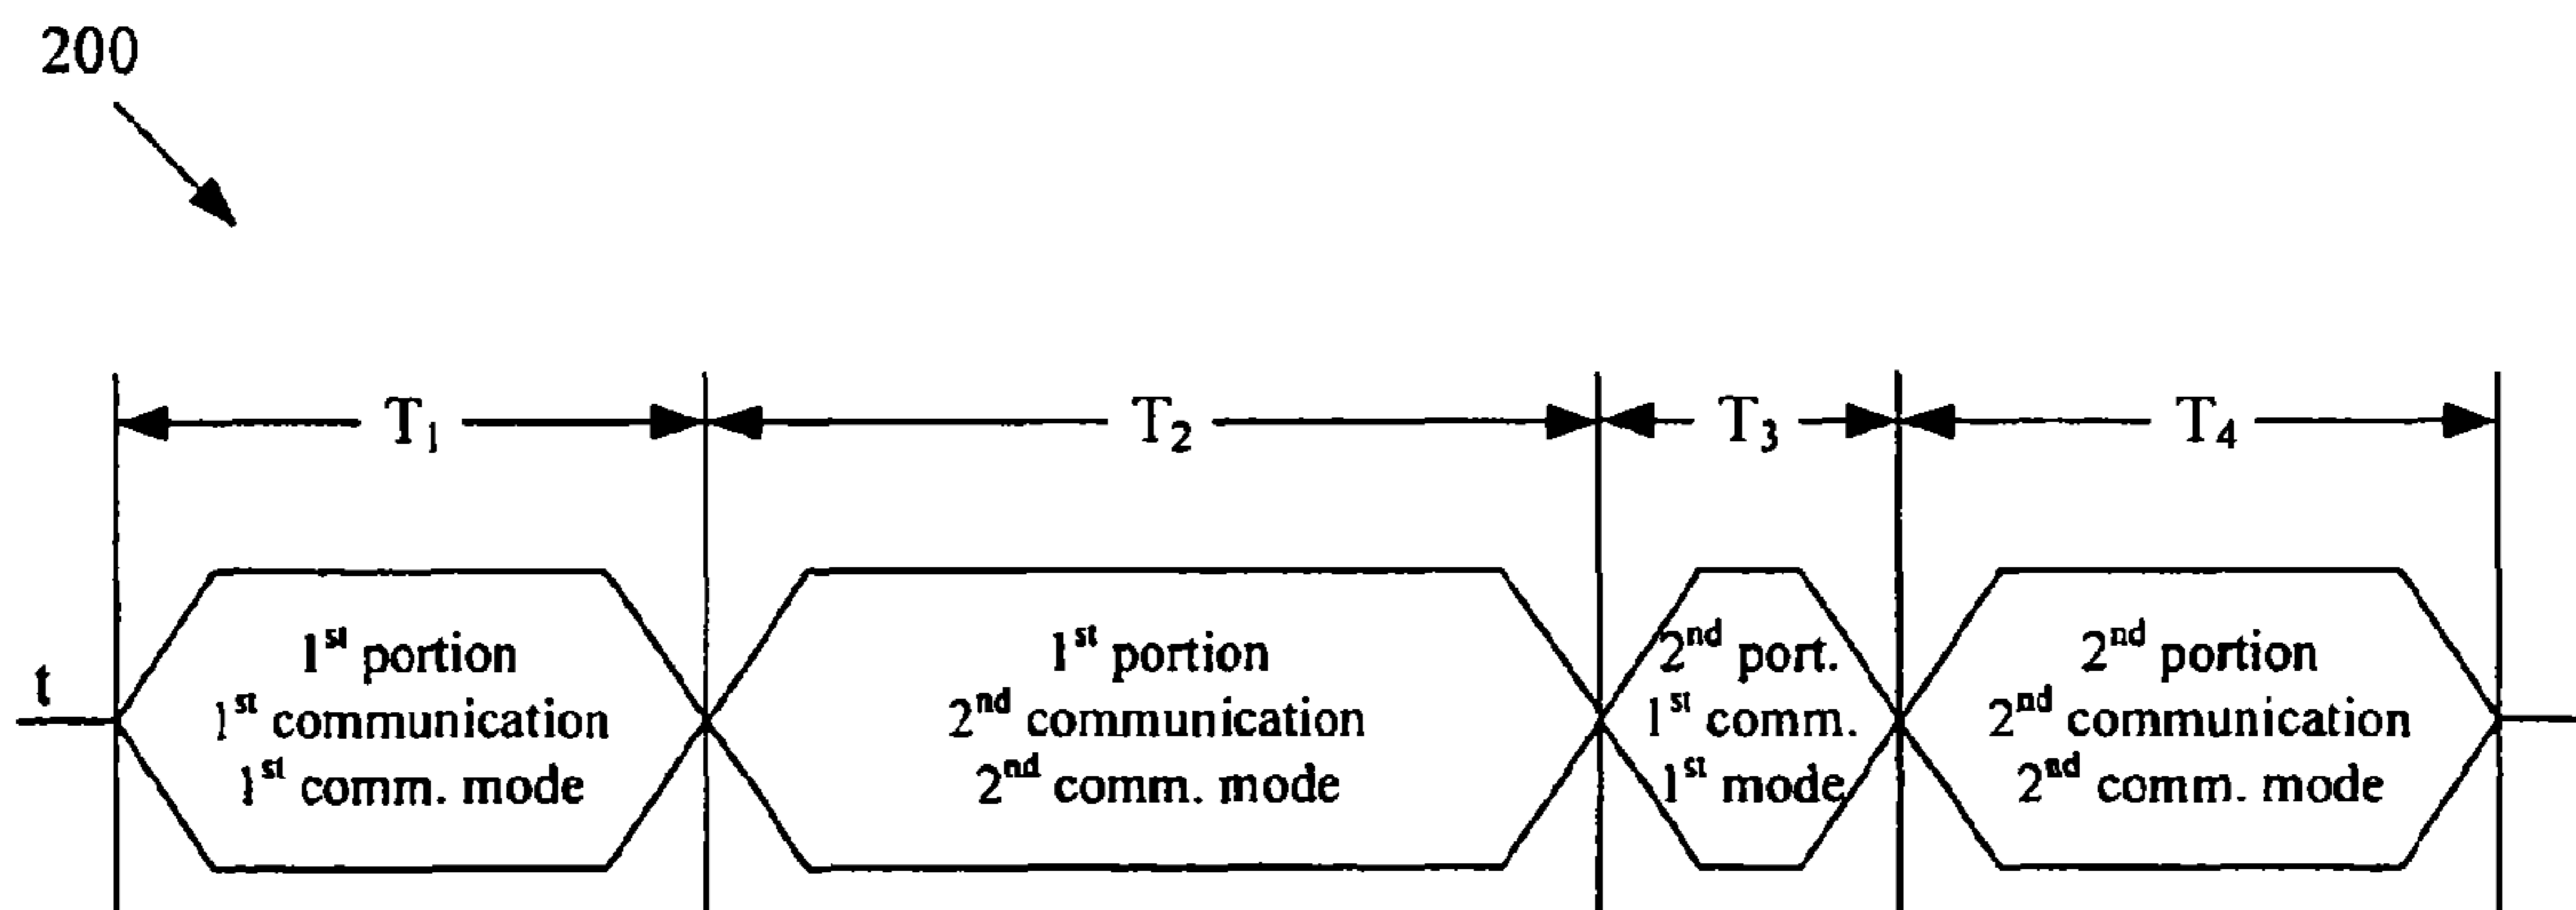 200
T₁ T₂ T₃ T₄
1ˢᵗ portion
1ˢᵗ communication
1ˢᵗ comm. mode
1ˢᵗ portion
2ⁿᵈ communication
2ⁿᵈ comm. mode
2ⁿᵈ port.
1ˢᵗ comm.
1ˢᵗ mode
2ⁿᵈ portion
2ⁿᵈ communication
2ⁿᵈ comm. mode
t